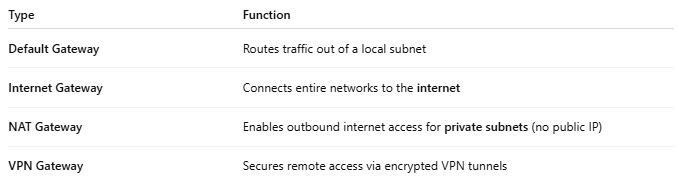 Type Function
Default Gateway Routes traffic out of a local subnet
Internet Gateway Connects entire networks to the internet
NAT Gateway Enables outbound internet access for private subnets (no public IP)
VPN Gateway Secures remote access via encrypted VPN tunnels